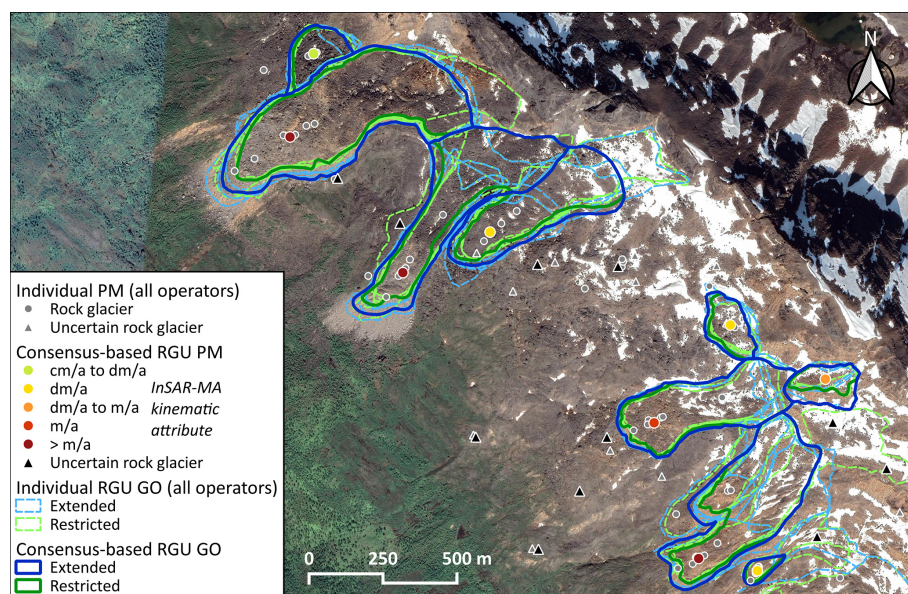 N
Individual PM (all operators)
Rock glacier
Uncertain rock glacier
Consensus-based RGU PM
cm/a to dm/a
dm/a
InSAR-MA
dm/a to m/a
kinematic
m/a
attribute
> m/a
Uncertain rock glacier
Individual RGU GO (all operators)
Extended
Restricted
Consensus-based RGU GO
Extended
Restricted
0 250 500 m